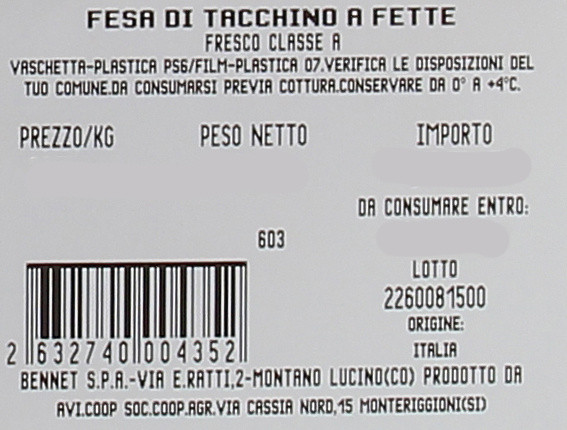 FESA DI TACCHINO A FETTE
FRESCO CLASSE A
VASCHETTA-PLASTICA PS6/FILM-PLASTICA 07.VERIFICA LE DISPOSIZIONI DEL
TUO COMUNE.DA CONSUMARSI PREVIA COTTURA.CONSERVARE DA 0° A +4°C.
PREZZO/KG PESO NETTO IMPORTO
DA CONSUMARE ENTRO:
603
LOTTO
2260081500
ORIGINE:
ITALIA
2 632740 004352
BENNET S.P.A.-VIA E.RATTI,2-MONTANO LUCINO(CO) PRODOTTO DA
AVI.COOP SOC.COOP.AGR.VIA CASSIA NORD,15 MONTERIGGIONI(SI)